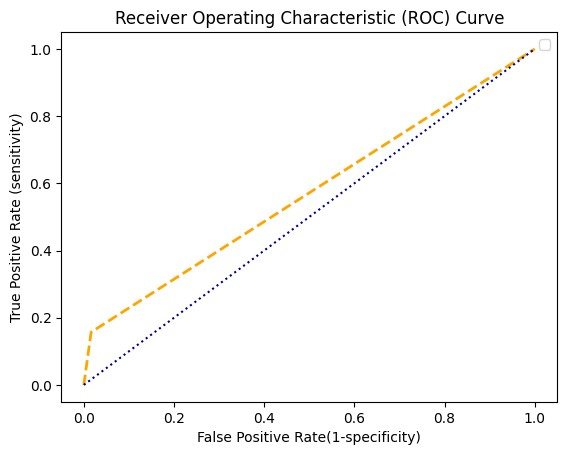 Receiver Operating Characteristic (ROC) Curve
1.0
0.8
0.6
0.4
0.2
0.0
True Positive Rate (sensitivity)
0.0 0.2 0.4 0.6 0.8 1.0
False Positive Rate(1-specificity)